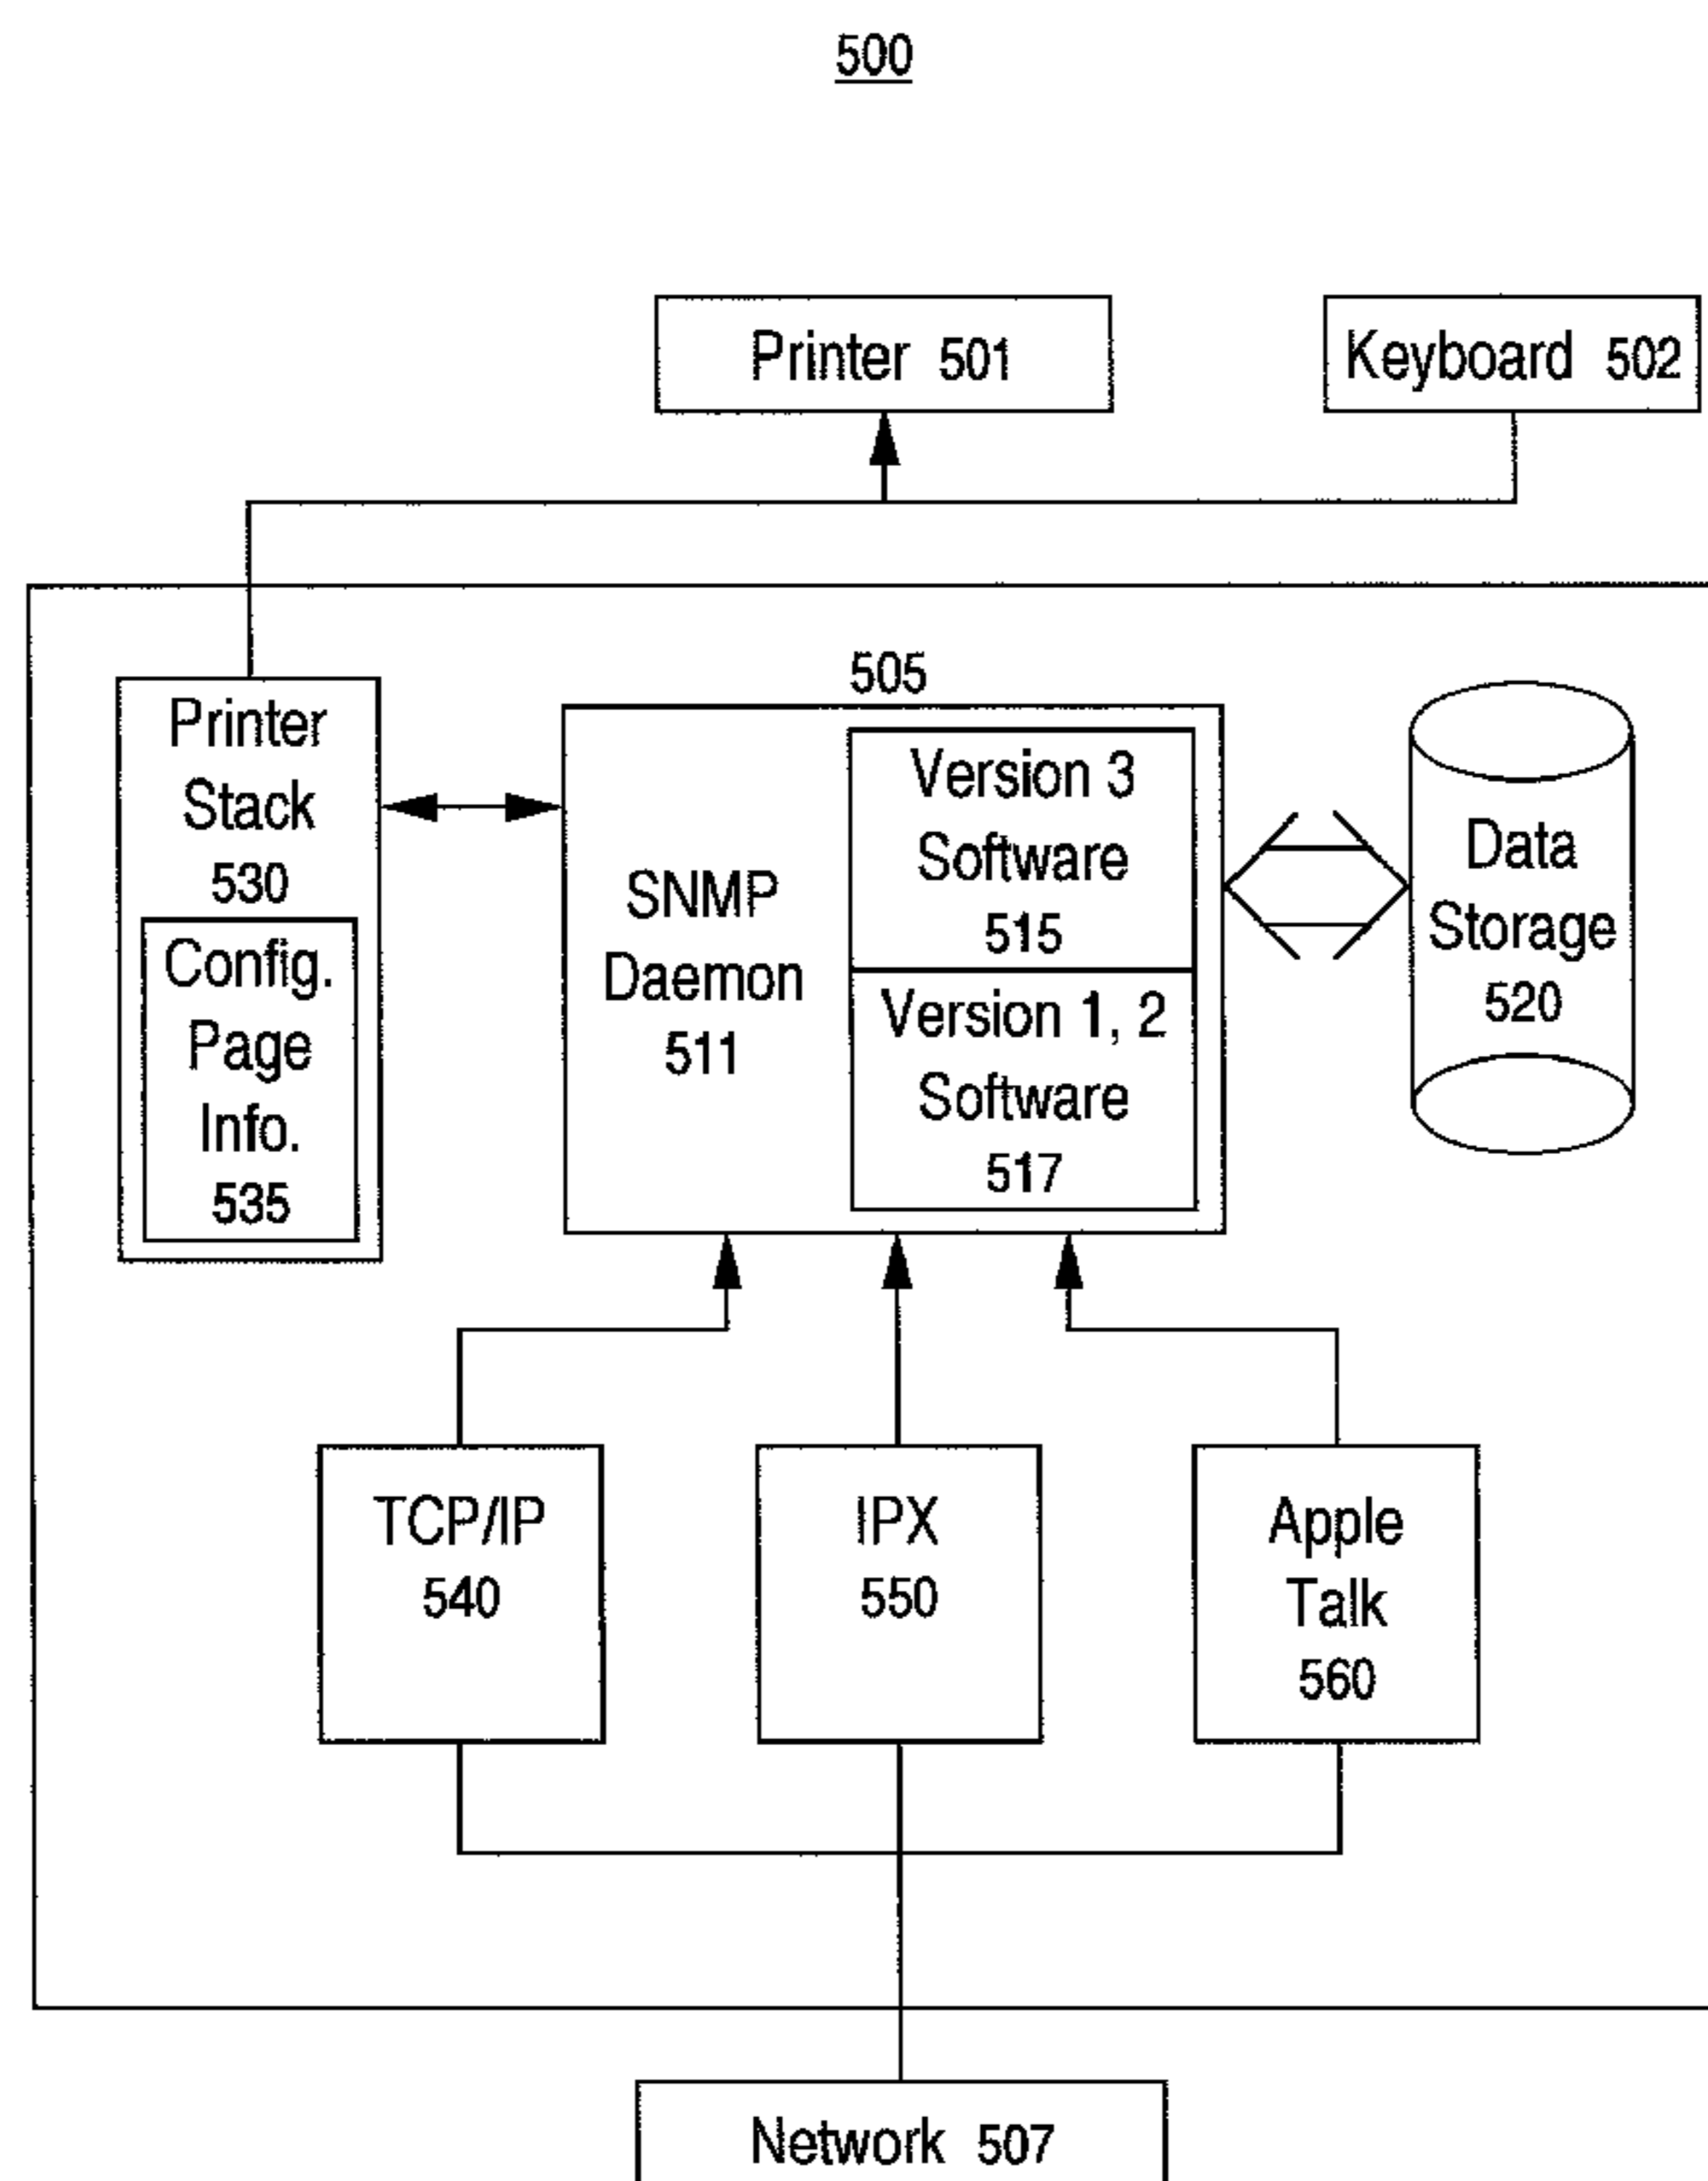 500
Printer 501
Keyboard 502
505
Printer
Stack
530
Config.
Page
Info.
535
SNMP
Daemon
511
Version 3
Software
515
Version 1, 2
Software
517
Data
Storage
520
TCP/IP
540
IPX
550
Apple
Talk
560
Network 507